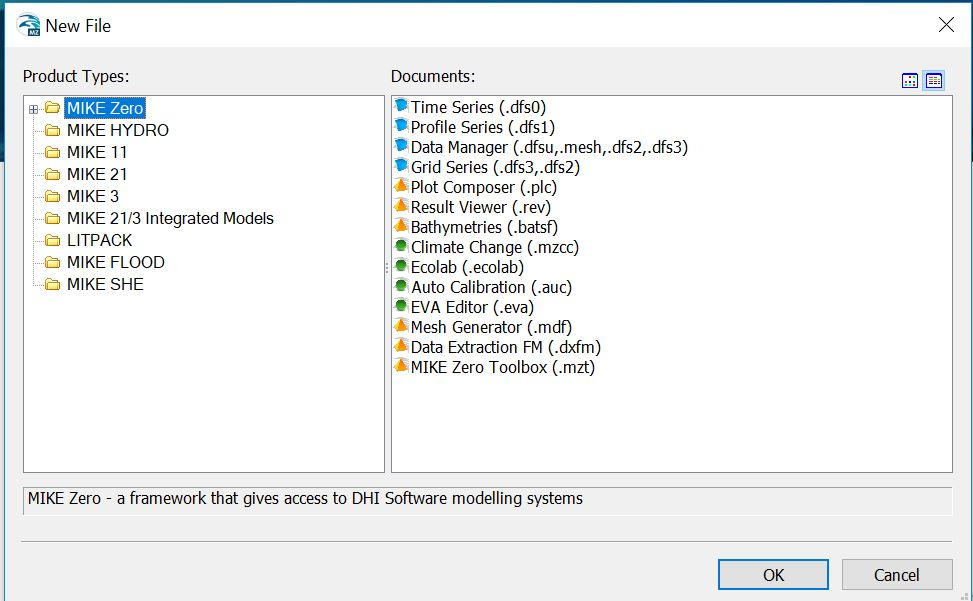 New File
Product Types:
Documents:
MIKE Zero
MIKE HYDRO
MIKE 11
MIKE 21
MIKE 3
MIKE 21/3 Integrated Models
LITPACK
MIKE FLOOD
MIKE SHE
Time Series (.dfs0)
Profile Series (.dfs1)
Data Manager (.dfsu,.mesh,.dfs2,.dfs3)
Grid Series (.dfs3,.dfs2)
Plot Composer (.plc)
Result Viewer (.rev)
Bathymetries (.batsf)
Climate Change (.mzcc)
Ecolab (.ecolab)
Auto Calibration (.auc)
EVA Editor (.eva)
Mesh Generator (.mdf)
Data Extraction FM (.dxfm)
MIKE Zero Toolbox (.mzt)
MIKE Zero - a framework that gives access to DHI Software modelling systems
OK
Cancel